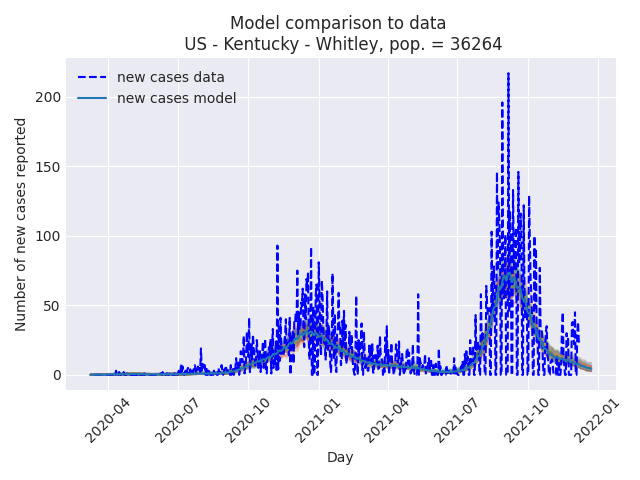 Model comparison to data
US - Kentucky - Whitley, pop. = 36264
new cases data
new cases model
Number of new cases reported
200
150
100
50
0
2020-04
2020-07
2020-10
2021-01
2021-04
2021-07
2021-10
2022-01
Day